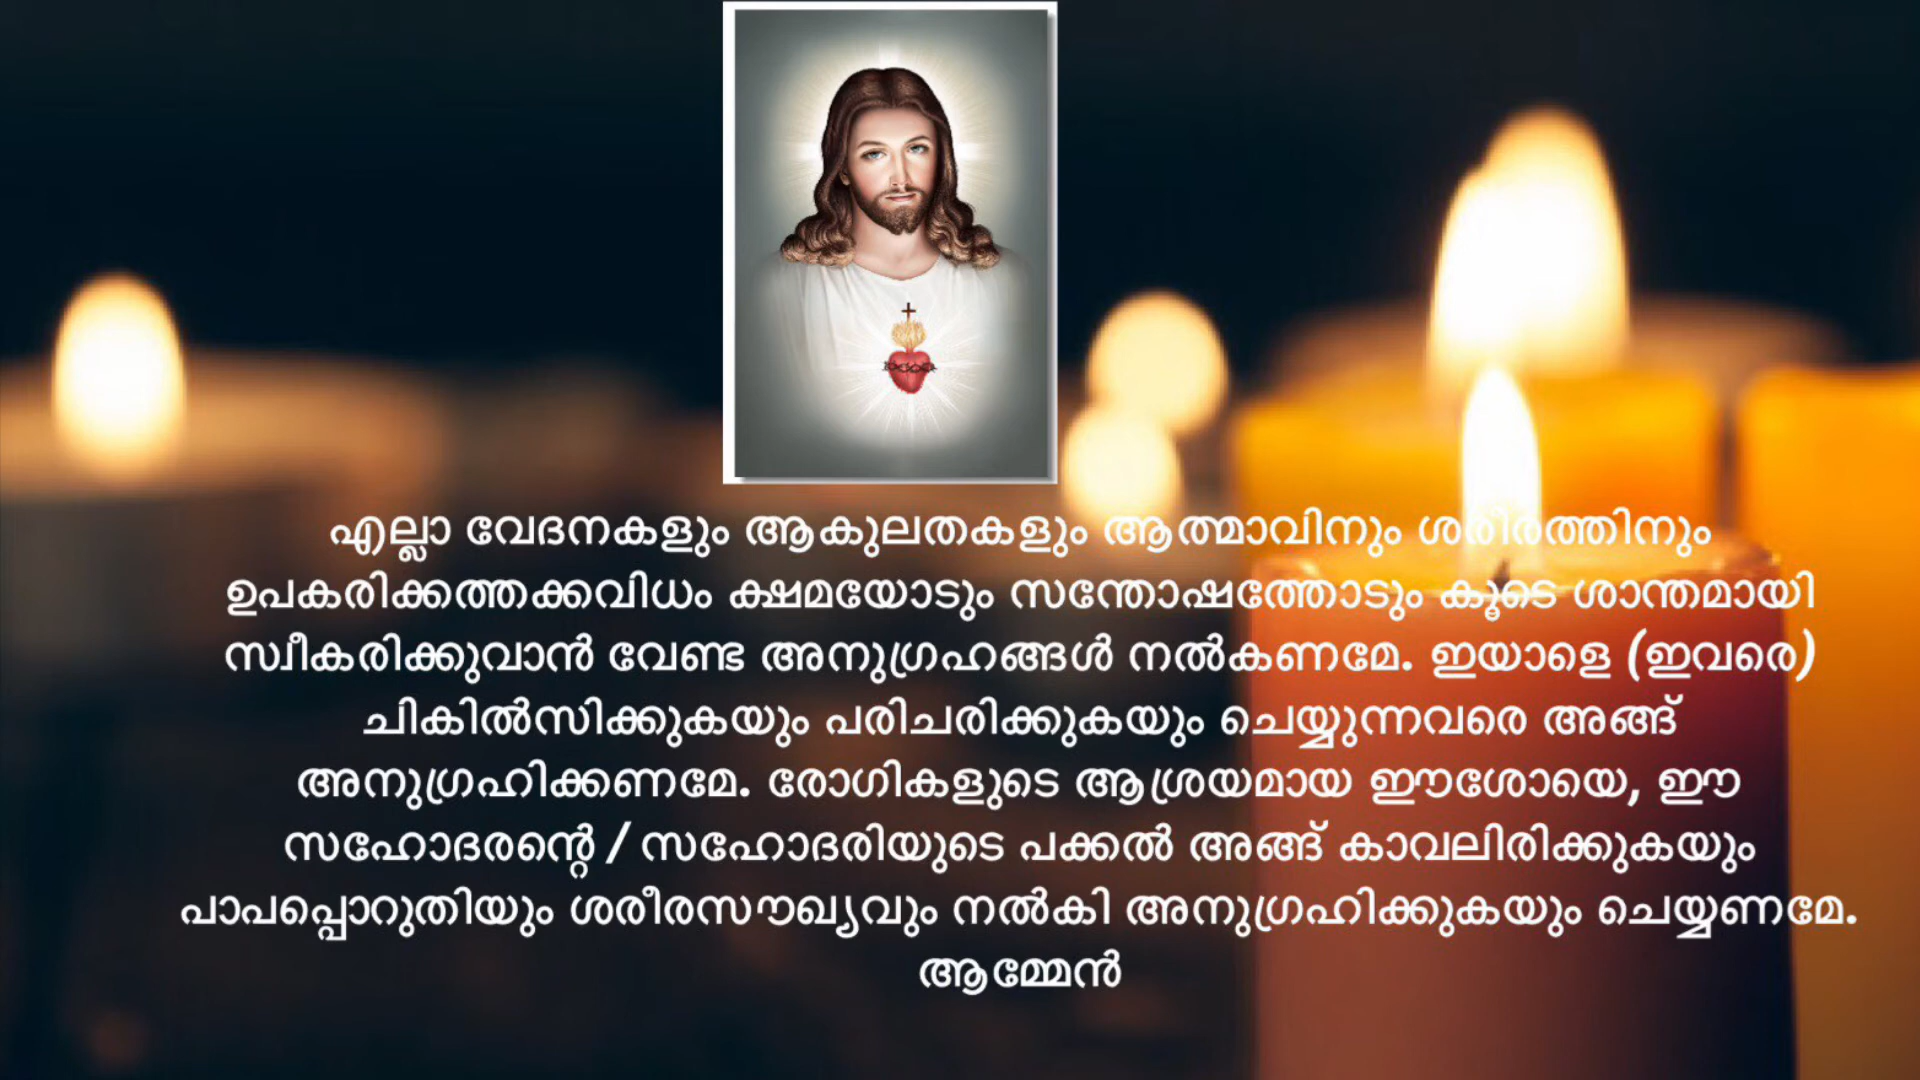 എല്ലാ വേദനകളും ആകുലതകളും ആത്മാവിനും ശരീരത്തിനും
ഉപകരിക്കത്തക്കവിധം ക്ഷമയോടും സന്തോഷത്തോടും കൂടെ ശാന്തമായി
സ്വീകരിക്കുവാൻ വേണ്ട അനുഗ്രഹങ്ങൾ നൽകണമേ. ഇയാളെ (ഇവരെ)
ചികിൽസിക്കുകയും പരിചരിക്കുകയും ചെയ്യുന്നവരെ അങ്ങ്
അനുഗ്രഹിക്കണമേ. രോഗികളുടെ ആശ്രയമായ ഈശോയെ, ഈ
സഹോദരന്റെ / സഹോദരിയുടെ പക്കൽ അങ്ങ് കാവലിരിക്കുകയും
പാപപ്പൊറുതിയും ശരീരസൗഖ്യവും നൽകി അനുഗ്രഹിക്കുകയും ചെയ്യണമേ.
ആമ്മേൻ